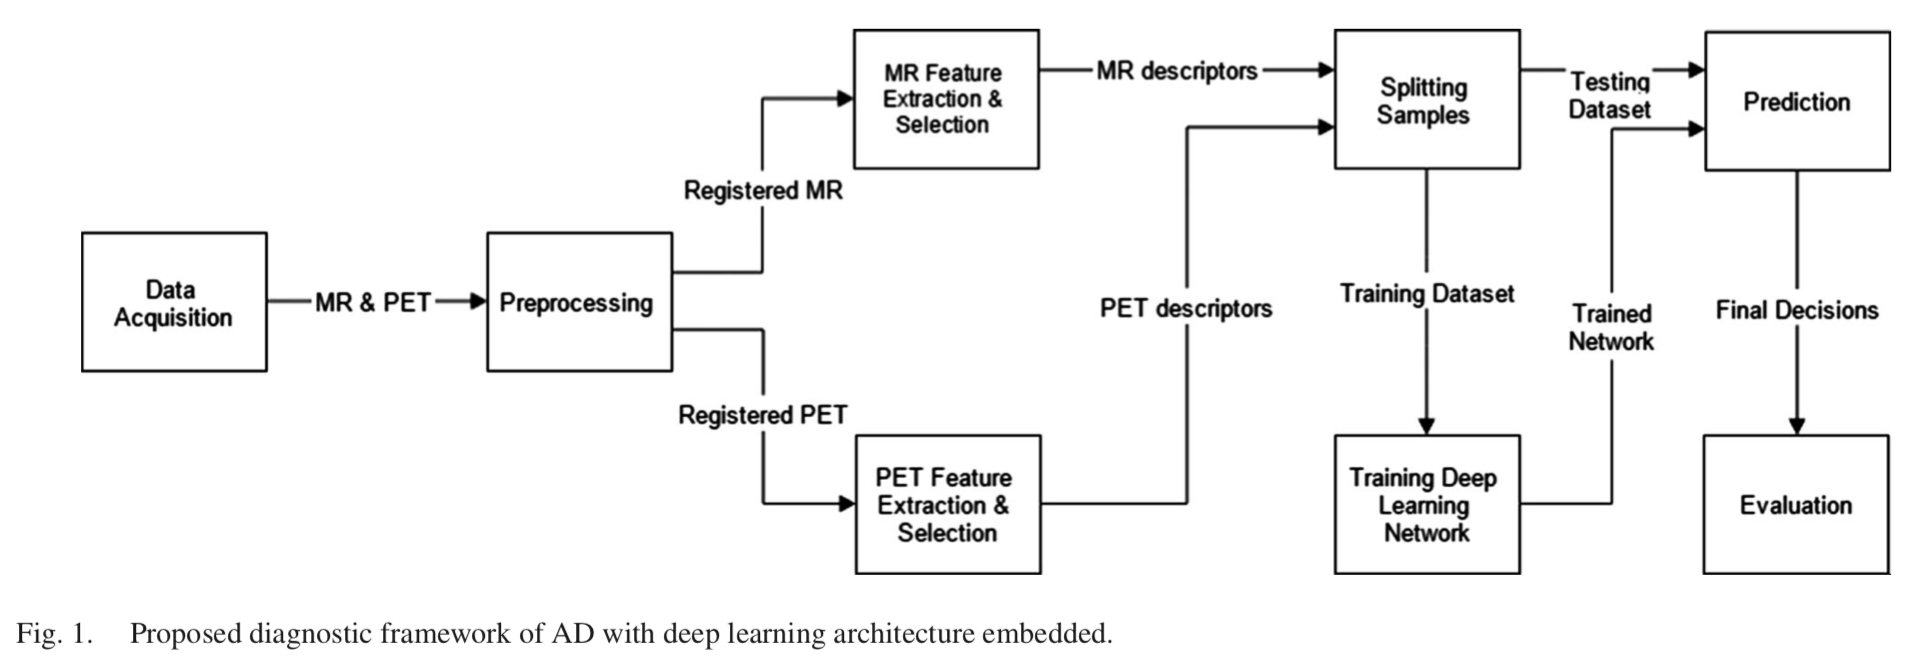 MR Feature
Extraction &
Selection
MR descriptors
Splitting
Samples
Testing
Dataset
Prediction
Registered MR
Data
Acquisition
MR & PET
Preprocessing
PET descriptors
Training Dataset
Trained
Network
Final Decisions
Registered PET
PET Feature
Extraction &
Selection
Training Deep
Learning
Network
Evaluation
Fig. 1. Proposed diagnostic framework of AD with deep learning architecture embedded.